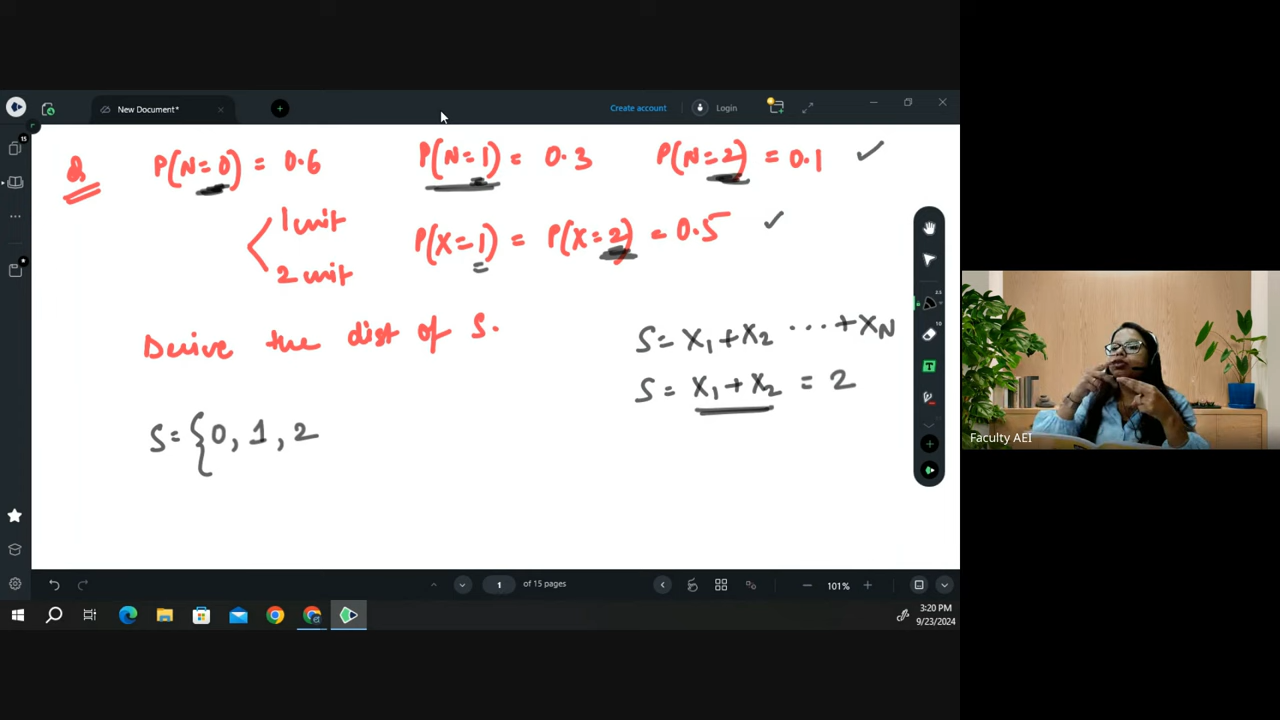 New Document*
Create account
Login
Q P(N=0) = 0.6 P(N=1) = 0.3 P(N=2) = 0.1 ✓
1 unit
P(X=1) = P(X=2) = 0.5 ✓
2 unit
Derive the dist of S.
S = X₁+X₂ ... +X_N
S = X₁+X₂ = 2
S = {0, 1, 2
Faculty AEI
1 of 15 pages
101%
3:20 PM
9/23/2024